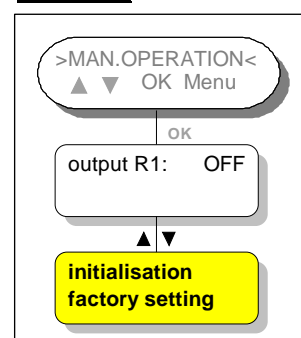 >MAN.OPERATION<
▲ ▼ OK Menu
OK
output R1: OFF
▲ ▼
initialisation
factory setting